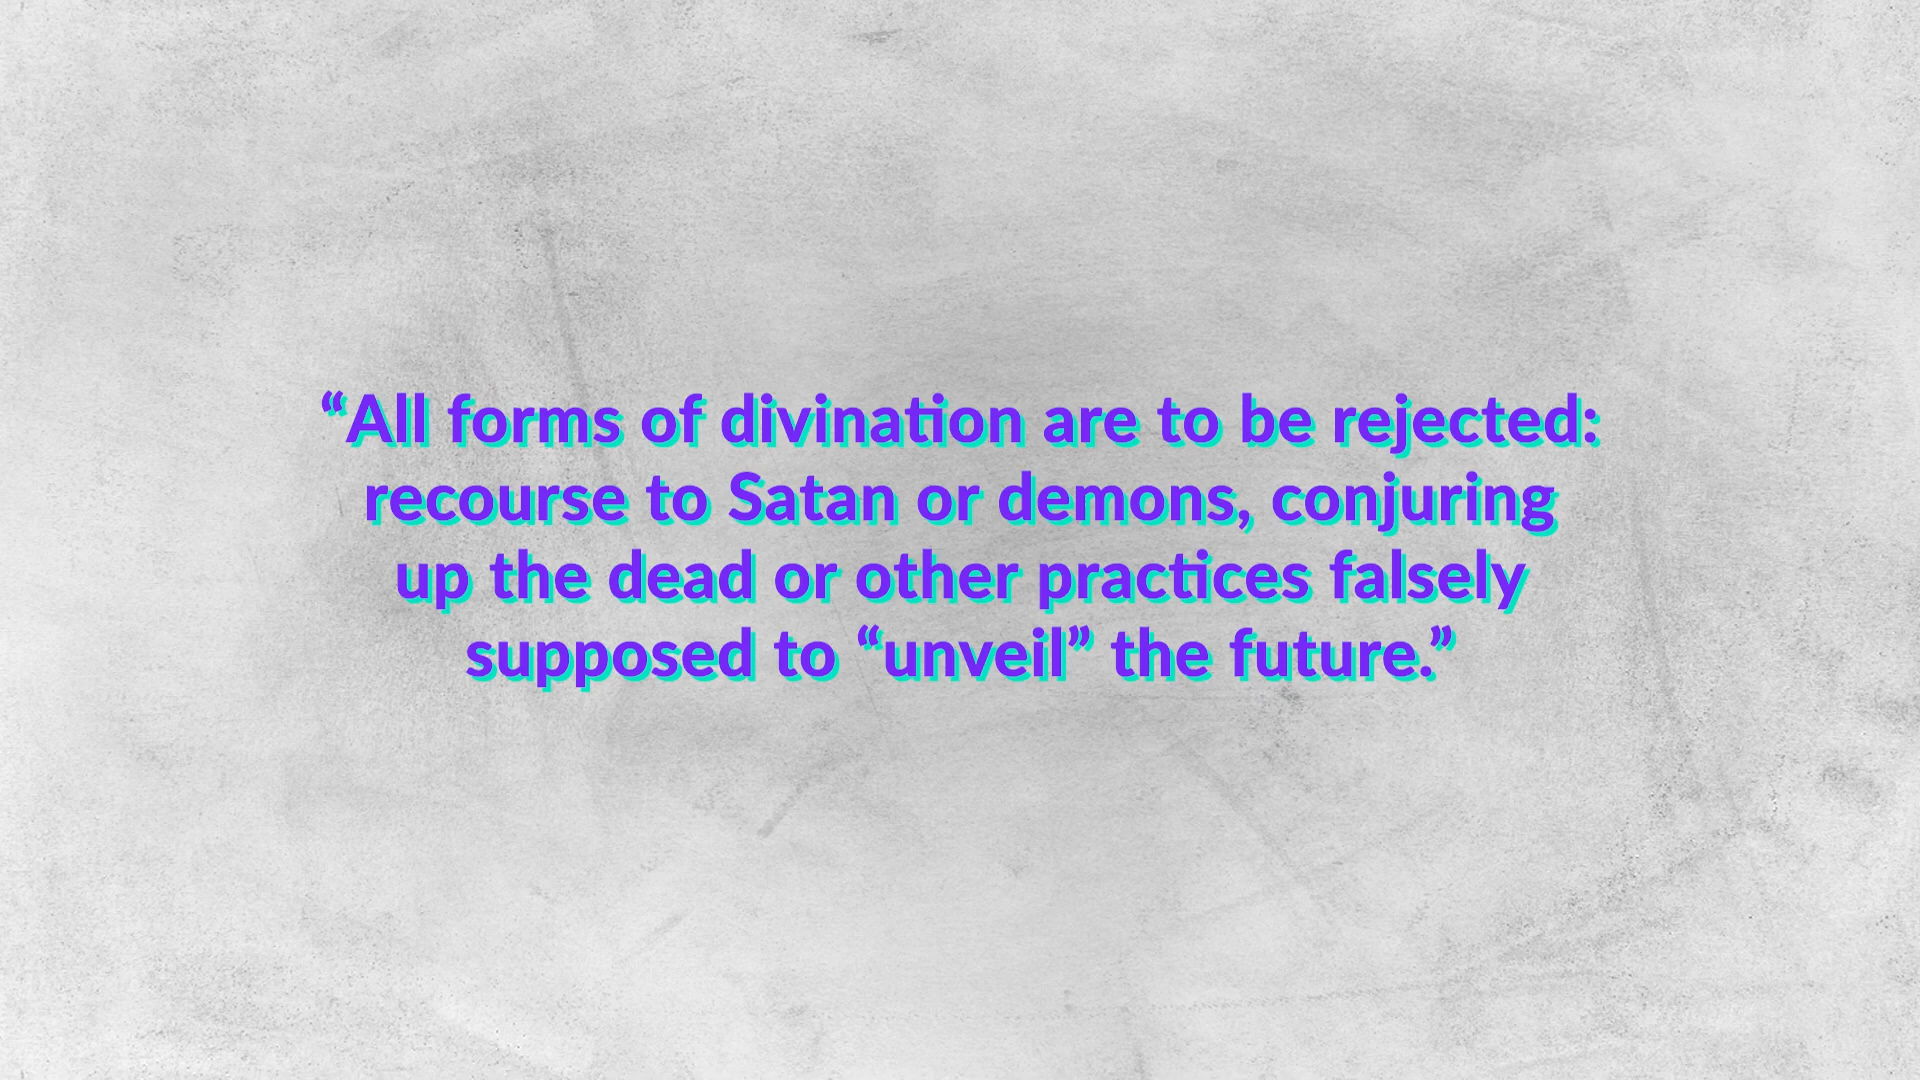 “All forms of divination are to be rejected:
recourse to Satan or demons, conjuring
up the dead or other practices falsely
supposed to “unveil” the future.”